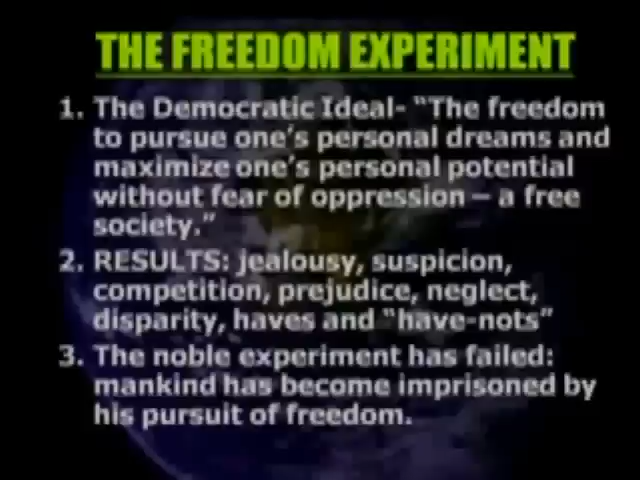 THE FREEDOM EXPERIMENT
1. The Democratic Ideal- “The freedom
to pursue one’s personal dreams and
maximize one’s personal potential
without fear of oppression – a free
society.”
2. RESULTS: jealousy, suspicion,
competition, prejudice, neglect,
disparity, haves and “have-nots”
3. The noble experiment has failed:
mankind has become imprisoned by
his pursuit of freedom.